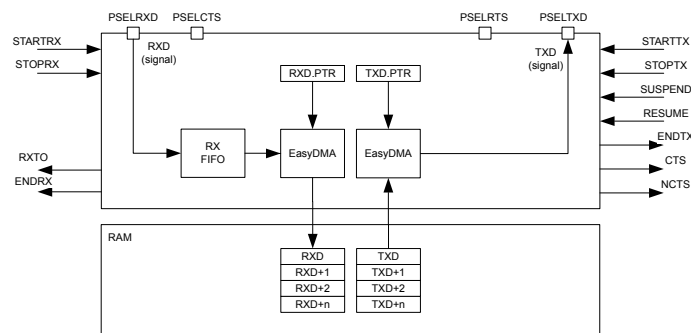 PSELRXD PSELCTS PSELRTS PSELTXD
STARTRX
STOPRX
RXD
(signal)
TXD
(signal)
STARTTX
STOPTX
SUSPEND
RESUME
RXD.PTR TXD.PTR
RX
FIFO
EasyDMA EasyDMA
RXTO
ENDRX
ENDTX
CTS
NCTS
RAM
RXD TXD
RXD+1 TXD+1
RXD+2 TXD+2
RXD+n TXD+n